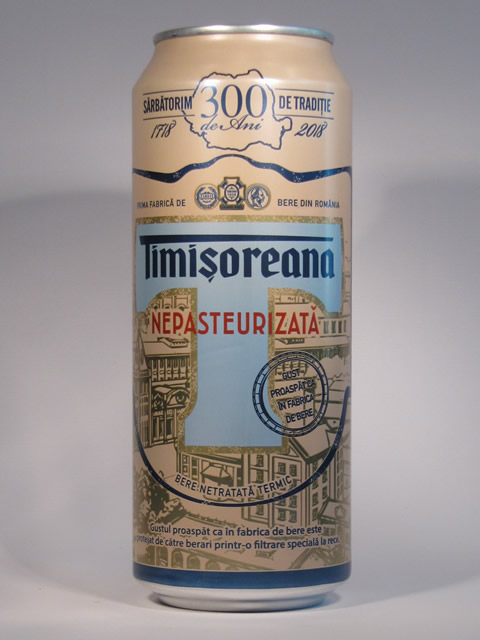 SĂRBĂTORIM 300 DE TRADIȚIE
1718 de Ani 2018
PRIMA FABRICĂ DE BERE DIN ROMÂNIA
Timișoreana
NEPASTEURIZATĂ
GUST
PROASPĂT CA
ÎN FABRICA
DE BERE
BERE NETRATATĂ TERMIC
Gustul proaspăt ca în fabrica de bere este
protejat de către berari printr-o filtrare specială la rece.